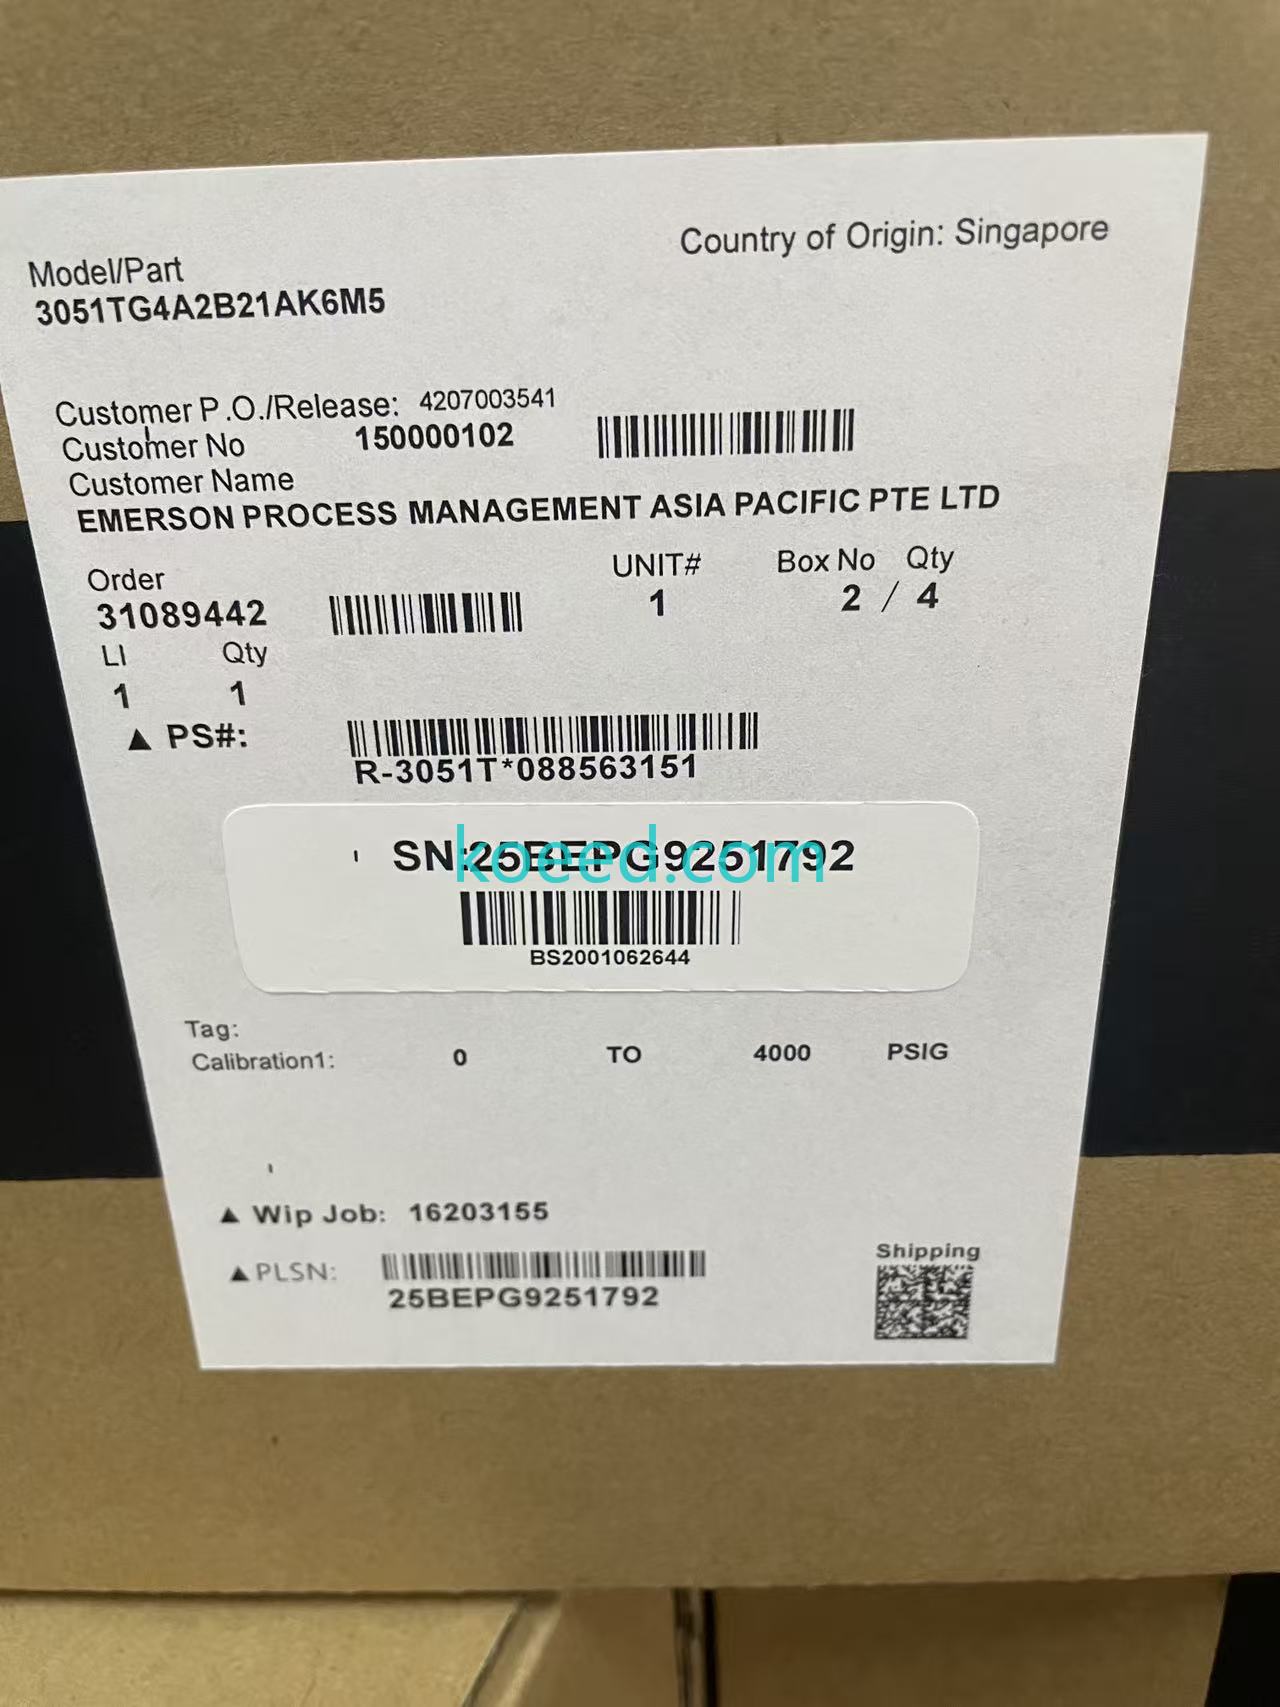 Country of Origin: Singapore
Model/Part
3051TG4A2B21AK6M5
Customer P.O./Release: 4207003541
Customer No 150000102
Customer Name
EMERSON PROCESS MANAGEMENT ASIA PACIFIC PTE LTD
Order UNIT# Box No Qty
31089442 1 2 / 4
LI Qty
1 1
▲ PS#:
R-3051T*088563151
SN:25BEPG9251792
koeed.com
BS2001062644
Tag:
Calibration1: 0 TO 4000 PSIG
▲ Wip Job: 16203155
▲ PLSN:
25BEPG9251792
Shipping